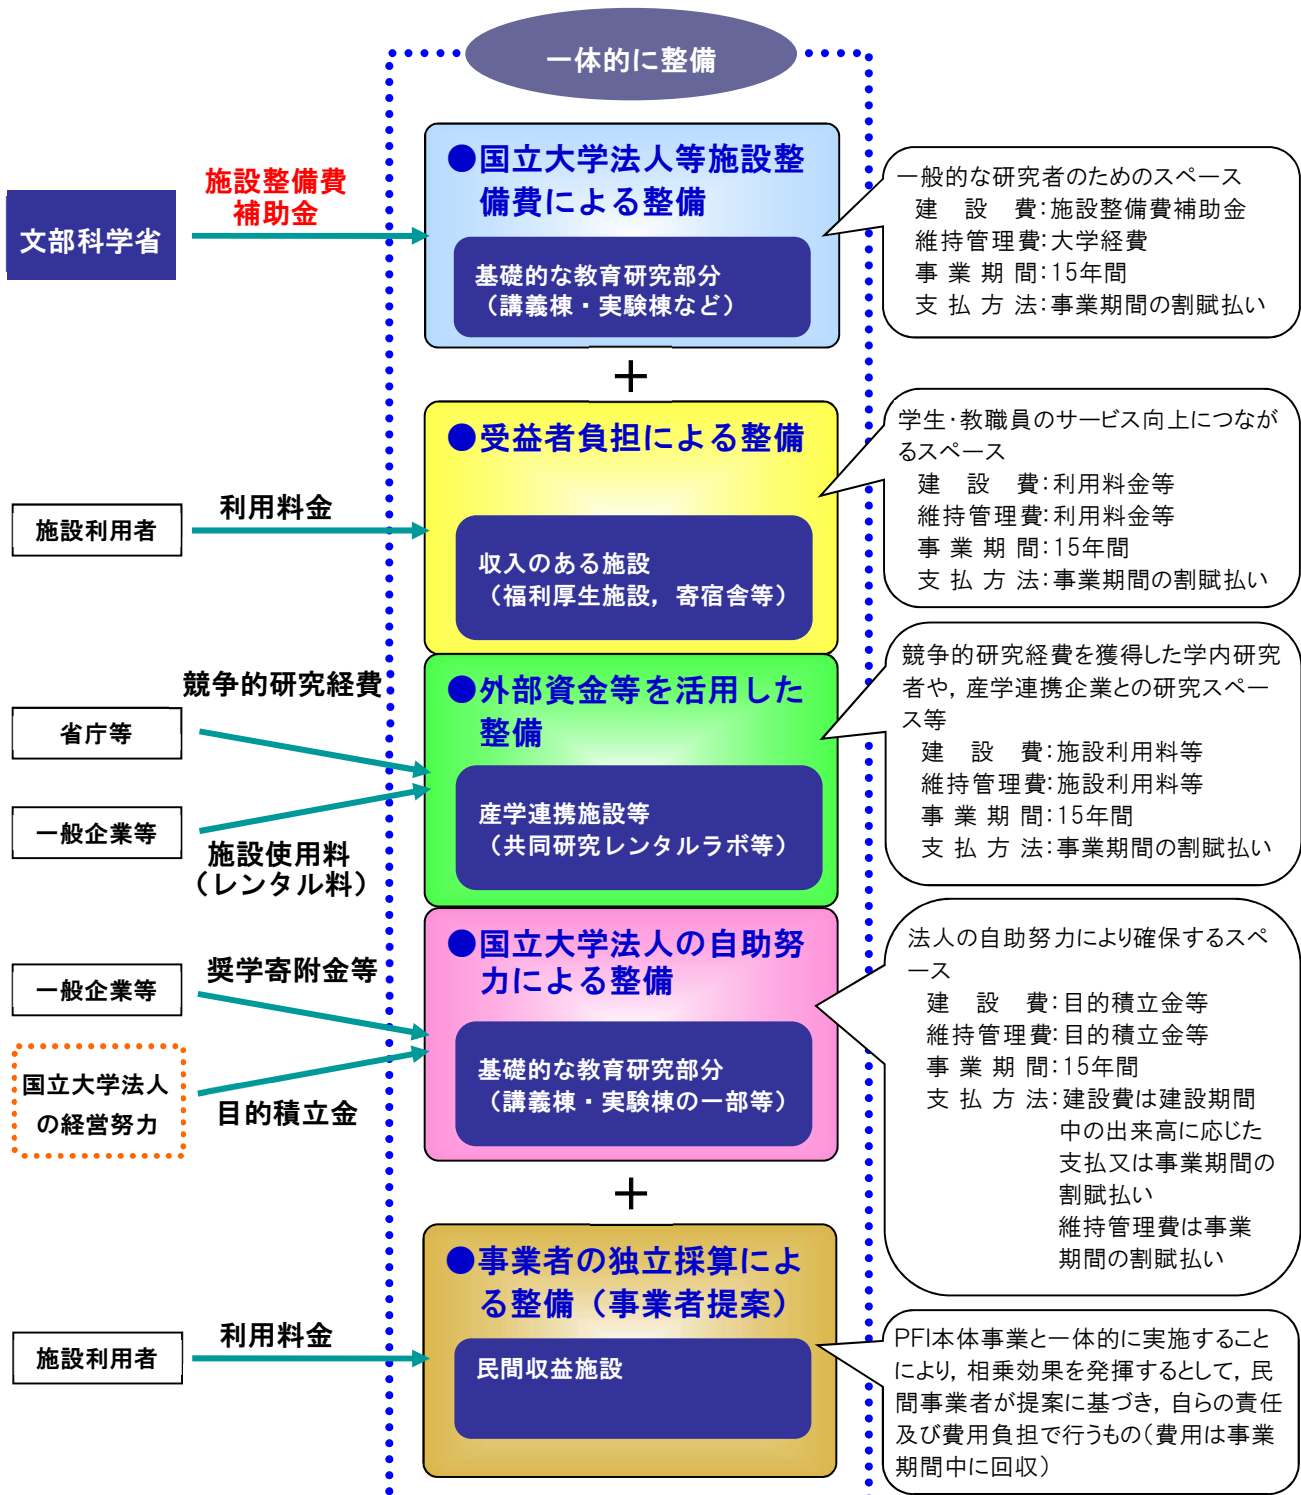 一体的に整備
●国立大学法人等施設整
備費による整備
基礎的な教育研究部分
（講義棟・実験棟など）
文部科学省
施設整備費
補助金
一般的な研究者のためのスペース
建　設　費：施設整備費補助金
維持管理費：大学経費
事 業 期 間：15年間
支 払 方 法：事業期間の割賦払い
＋
●受益者負担による整備
収入のある施設
（福利厚生施設，寄宿舎等）
施設利用者
利用料金
学生・教職員のサービス向上につなが
るスペース
建　設　費：利用料金等
維持管理費：利用料金等
事 業 期 間：15年間
支 払 方 法：事業期間の割賦払い
●外部資金等を活用した
整備
産学連携施設等
（共同研究レンタルラボ等）
競争的研究経費
省庁等
一般企業等
施設使用料
（レンタル料）
競争的研究経費を獲得した学内研究
者や，産学連携企業との研究スペー
ス等
建　設　費：施設利用料等
維持管理費：施設利用料等
事 業 期 間：15年間
支 払 方 法：事業期間の割賦払い
●国立大学法人の自助努
力による整備
基礎的な教育研究部分
（講義棟・実験棟の一部等）
一般企業等
奨学寄附金等
国立大学法人
の経営努力
目的積立金
法人の自助努力により確保するスペ
ース
建　設　費：目的積立金等
維持管理費：目的積立金等
事 業 期 間：15年間
支 払 方 法：建設費は建設期間
中の出来高に応じた
支払又は事業期間の
割賦払い
維持管理費は事業
期間の割賦払い
＋
●事業者の独立採算によ
る整備（事業者提案）
民間収益施設
施設利用者
利用料金
PFI本体事業と一体的に実施すること
により，相乗効果を発揮するとして，民
間事業者が提案に基づき，自らの責任
及び費用負担で行うもの（費用は事業
期間中に回収）